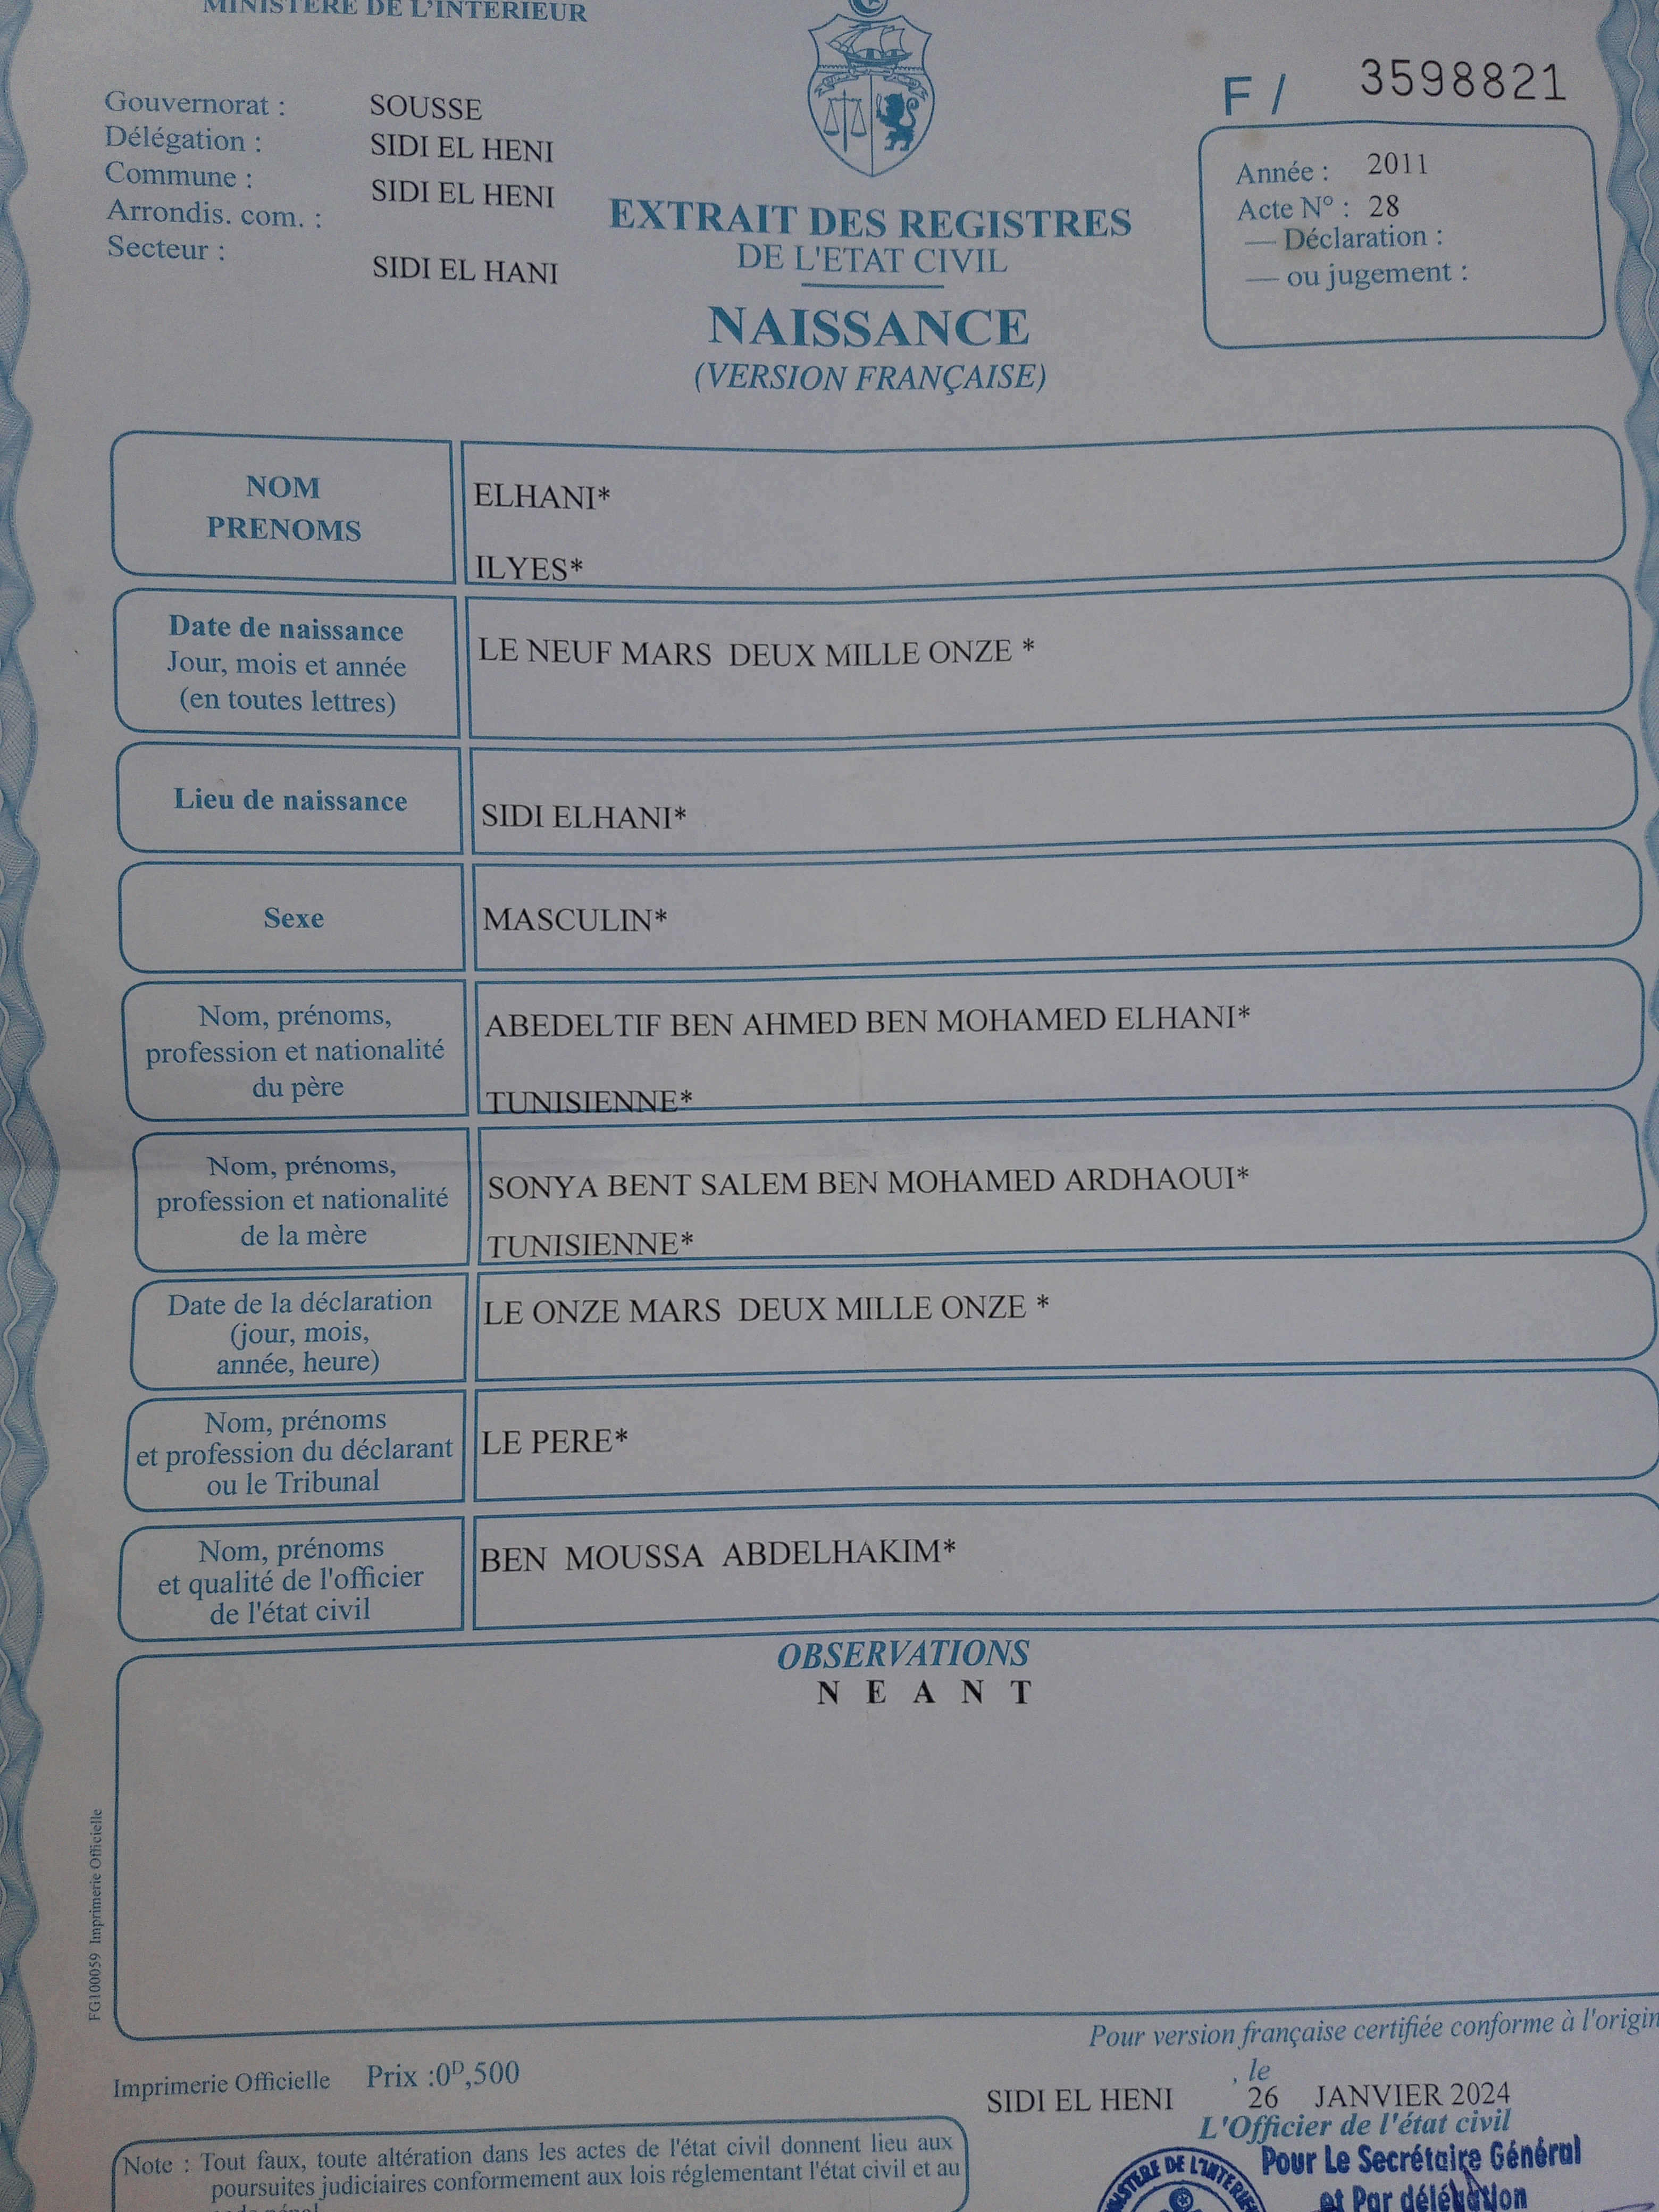 MINISTERE DE L'INTERIEUR
F / 3598821
Gouvernorat : SOUSSE
Délégation : SIDI EL HENI
Commune : SIDI EL HENI
Arrondis. com. :
Secteur : SIDI EL HANI
EXTRAIT DES REGISTRES
DE L'ETAT CIVIL
NAISSANCE
(VERSION FRANÇAISE)
Année : 2011
Acte N° : 28
— Déclaration :
— ou jugement :
NOM
PRENOMS
ELHANI*
ILYES*
Date de naissance
Jour, mois et année
(en toutes lettres)
LE NEUF MARS DEUX MILLE ONZE *
Lieu de naissance
SIDI ELHANI*
Sexe
MASCULIN*
Nom, prénoms,
profession et nationalité
du père
ABEDELTIF BEN AHMED BEN MOHAMED ELHANI*
TUNISIENNE*
Nom, prénoms,
profession et nationalité
de la mère
SONYA BENT SALEM BEN MOHAMED ARDHAOUI*
TUNISIENNE*
Date de la déclaration
(jour, mois,
année, heure)
LE ONZE MARS DEUX MILLE ONZE *
Nom, prénoms
et profession du déclarant
ou le Tribunal
LE PERE*
Nom, prénoms
et qualité de l'officier
de l'état civil
BEN MOUSSA ABDELHAKIM*
OBSERVATIONS
N E A N T
FG100059 Imprimerie Officielle
Pour version française certifiée conforme à l'origin
Imprimerie Officielle Prix :0ᴰ,500
, le
SIDI EL HENI 26 JANVIER 2024
L'Officier de l'état civil
Pour Le Secrétaire Général
et Par délégation
MINISTERE DE L'INTERIE
Note : Tout faux, toute altération dans les actes de l'état civil donnent lieu aux
poursuites judiciaires conformement aux lois réglementant l'état civil et au